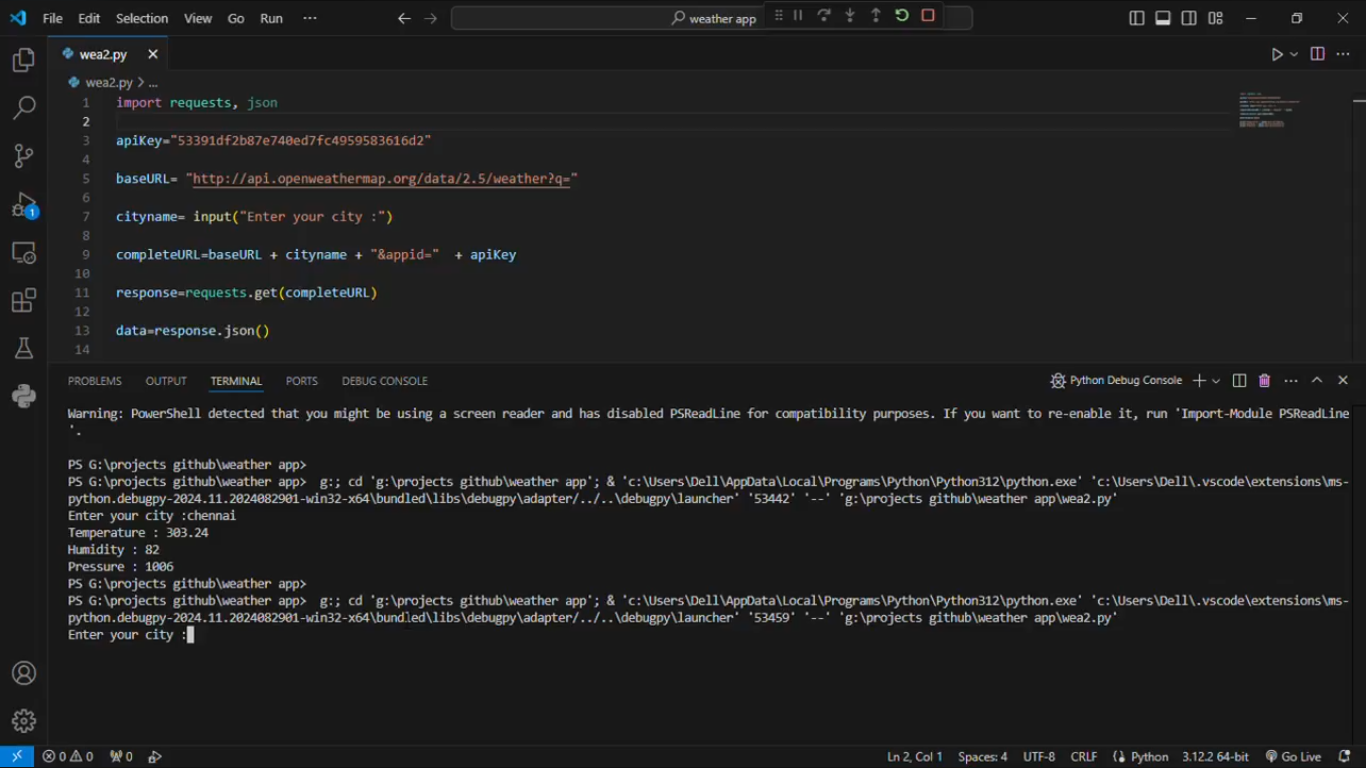 File Edit Selection View Go Run ··· weather app
wea2.py
wea2.py > ...
1 import requests, json
2
3 apiKey="53391df2b87e740ed7fc4959583616d2"
4
5 baseURL= "http://api.openweathermap.org/data/2.5/weather?q="
6
7 cityname= input("Enter your city :")
8
9 completeURL=baseURL + cityname + "&appid="  + apiKey
10
11 response=requests.get(completeURL)
12
13 data=response.json()
14
1
PROBLEMS OUTPUT TERMINAL PORTS DEBUG CONSOLE Python Debug Console
Warning: PowerShell detected that you might be using a screen reader and has disabled PSReadLine for compatibility purposes. If you want to re-enable it, run 'Import-Module PSReadLine
'.
PS G:\projects github\weather app>
PS G:\projects github\weather app>  g:; cd 'g:\projects github\weather app'; & 'c:\Users\Dell\AppData\Local\Programs\Python\Python312\python.exe' 'c:\Users\Dell\.vscode\extensions\ms-
python.debugpy-2024.11.2024082901-win32-x64\bundled\libs\debugpy\adapter/../..\debugpy\launcher' '53442' '--' 'g:\projects github\weather app\wea2.py'
Enter your city :chennai
Temperature : 303.24
Humidity : 82
Pressure : 1006
PS G:\projects github\weather app>
PS G:\projects github\weather app>  g:; cd 'g:\projects github\weather app'; & 'c:\Users\Dell\AppData\Local\Programs\Python\Python312\python.exe' 'c:\Users\Dell\.vscode\extensions\ms-
python.debugpy-2024.11.2024082901-win32-x64\bundled\libs\debugpy\adapter/../..\debugpy\launcher' '53459' '--' 'g:\projects github\weather app\wea2.py'
Enter your city :
0 0 0 Ln 2, Col 1 Spaces: 4 UTF-8 CRLF Python 3.12.2 64-bit Go Live